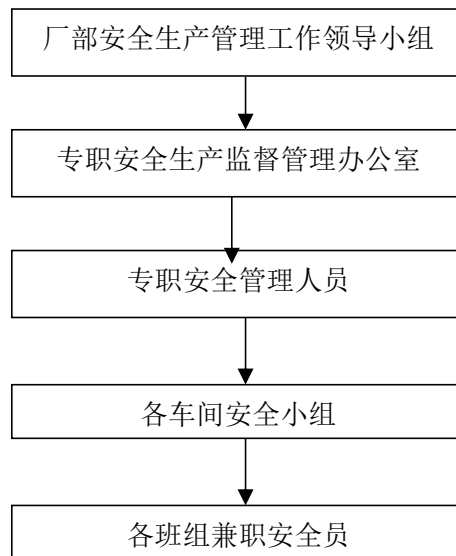 厂部安全生产管理工作领导小组
专职安全生产监督管理办公室
专职安全管理人员
各车间安全小组
各班组兼职安全员